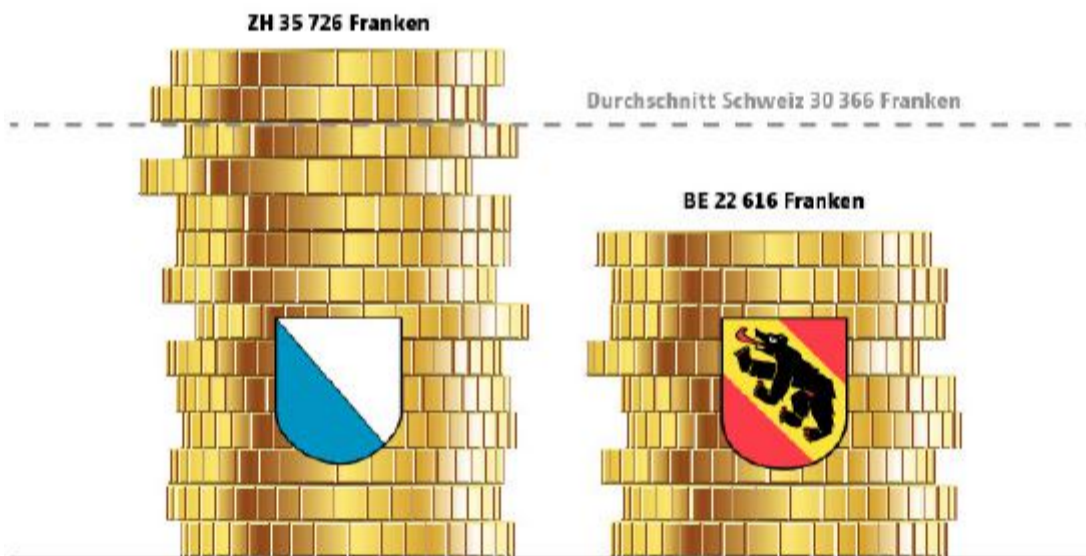 ZH 35 726 Franken
Durchschnitt Schweiz 30 366 Franken
BE 22 616 Franken